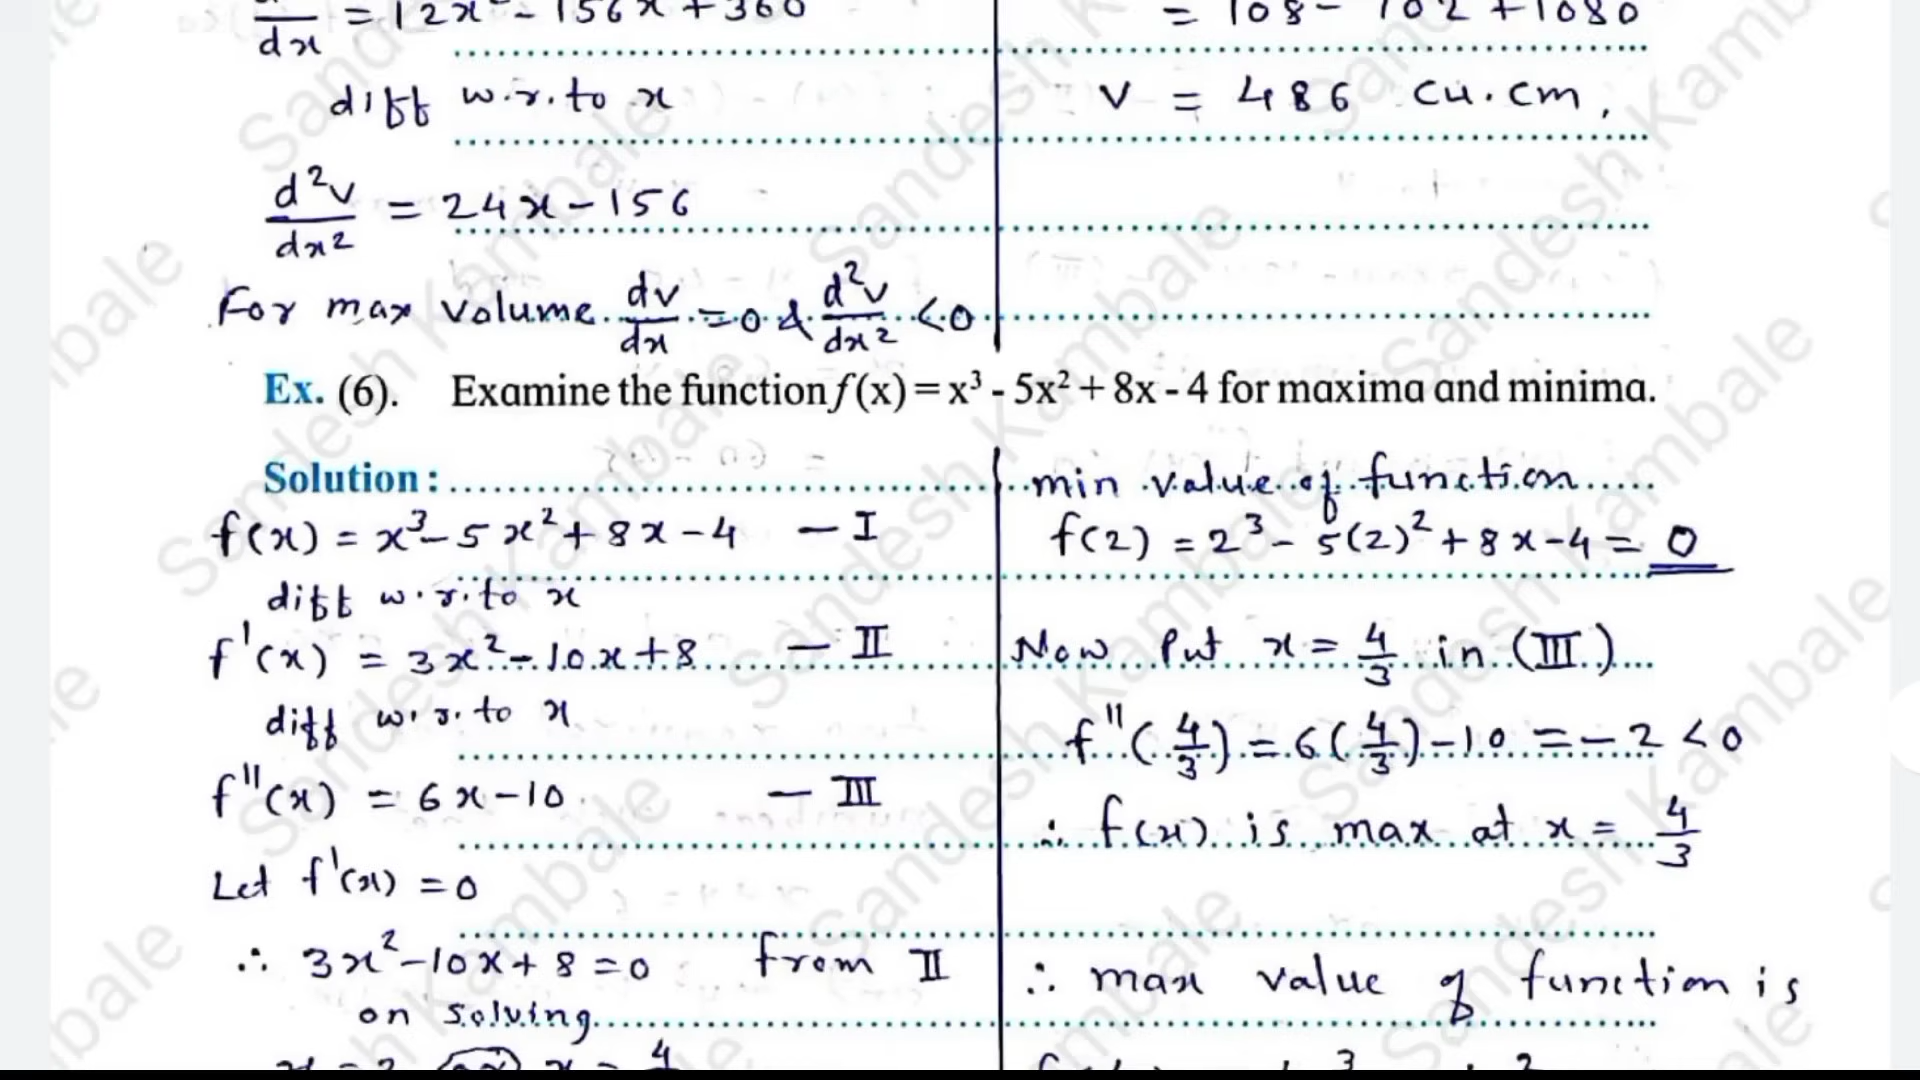 dx = 12x² - 156x + 360
diff w.r.to x
d²v/dx² = 24x - 156
For max volume dv/dx = 0 & d²v/dx² < 0
= 108 - 702 + 1080
V = 486 cu.cm,
Ex. (6). Examine the function f(x) = x³ - 5x² + 8x - 4 for maxima and minima.
Solution :
f(x) = x³ - 5x² + 8x - 4 — I
diff w.r.to x
f'(x) = 3x² - 10x + 8 — II
diff w.r.to x
f''(x) = 6x - 10 — III
Let f'(x) = 0
∴ 3x² - 10x + 8 = 0 from II
on solving
min value of function
f(2) = 2³ - 5(2)² + 8x - 4 = 0
Now Put x = 4/3 in (III)
f''(4/3) = 6(4/3) - 10 = -2 < 0
∴ f(x) is max at x = 4/3
∴ max value of function is
Sandesh Kambale